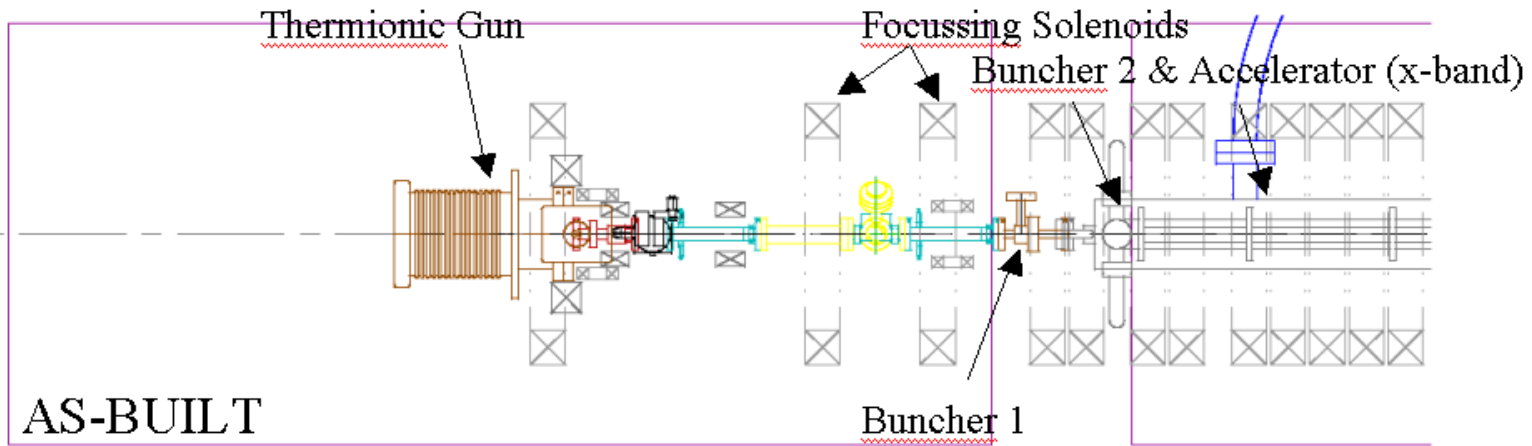 Thermionic Gun
Focussing Solenoids
Buncher 2 & Accelerator (x-band)
AS-BUILT
Buncher 1